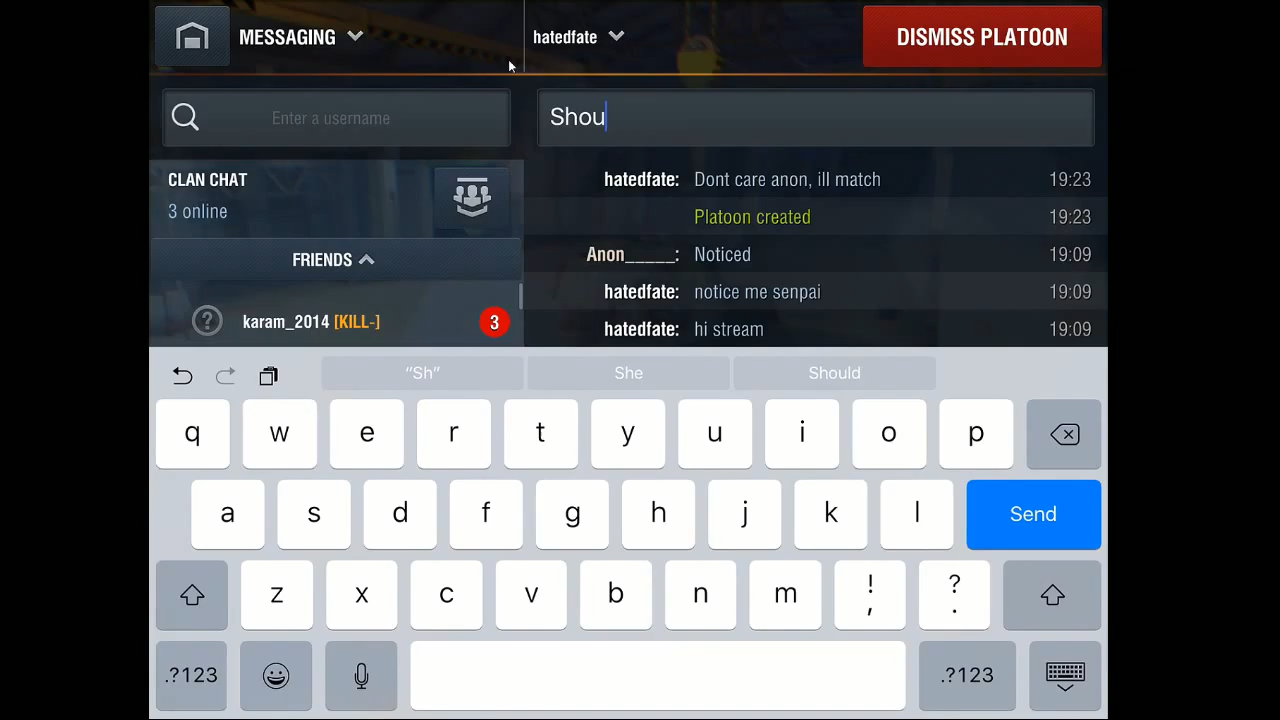 MESSAGING
hatedfate
DISMISS PLATOON
Enter a username
Shou
CLAN CHAT
3 online
FRIENDS
? karam_2014 [KILL-] 3
hatedfate: Dont care anon, ill match 19:23
Platoon created 19:23
Anon_____: Noticed 19:09
hatedfate: notice me senpai 19:09
hatedfate: hi stream 19:09
“Sh” She Should
q w e r t y u i o p
a s d f g h j k l Send
z x c v b n m ! , ? .
.?123 .?123